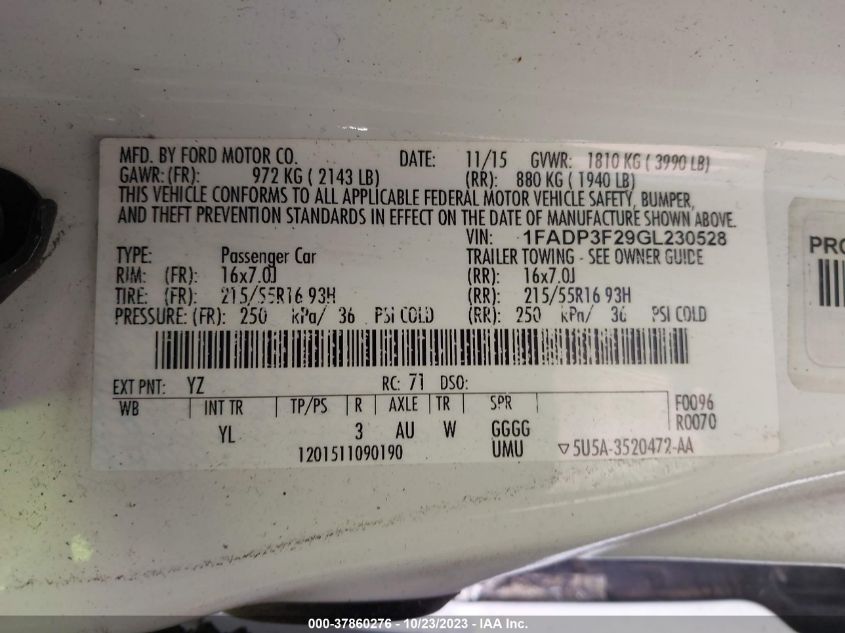 MFD. BY FORD MOTOR CO. DATE: 11/15 GVWR: 1810 KG ( 3990 LB)
GAWR:(FR): 972 KG ( 2143 LB) (RR): 880 KG ( 1940 LB)
THIS VEHICLE CONFORMS TO ALL APPLICABLE FEDERAL MOTOR VEHICLE SAFETY, BUMPER,
AND THEFT PREVENTION STANDARDS IN EFFECT ON THE DATE OF MANUFACTURE SHOWN ABOVE.
VIN: 1FADP3F29GL230528
TYPE: Passenger Car TRAILER TOWING - SEE OWNER GUIDE
RIM: (FR): 16x7.0J (RR): 16x7.0J
TIRE: (FR): 215/55R16 93H (RR): 215/55R16 93H
PRESSURE: (FR): 250 kPa/ 36 PSI COLD (RR): 250 kPa/ 36 PSI COLD
EXT PNT: YZ RC: 71 DSO:
WB INT TR TP/PS R AXLE TR SPR F0096
R0070
YL 3 AU W GGGG
1201511090190 UMU ▽5U5A-3520472-AA
000-37860276 - 10/23/2023 - IAA Inc.